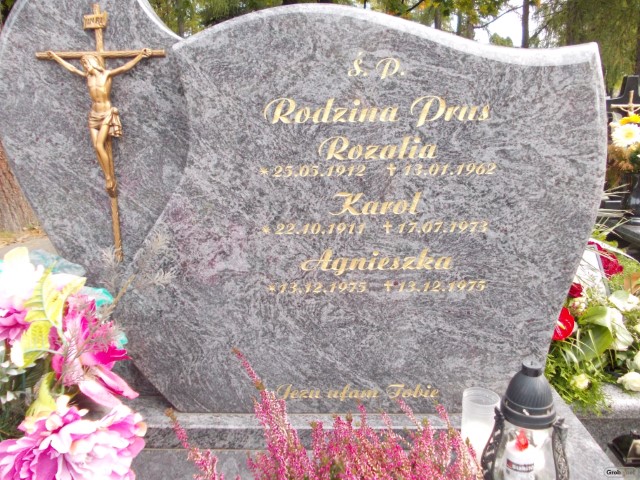 Ś. P.
Rodzina Prus
Rozalia
* 25.05.1912 † 13.01.1962
Karol
* 22.10.1911 † 17.07.1973
Agnieszka
* 13.12.1975 † 13.12.1975
Jezu ufam Tobie